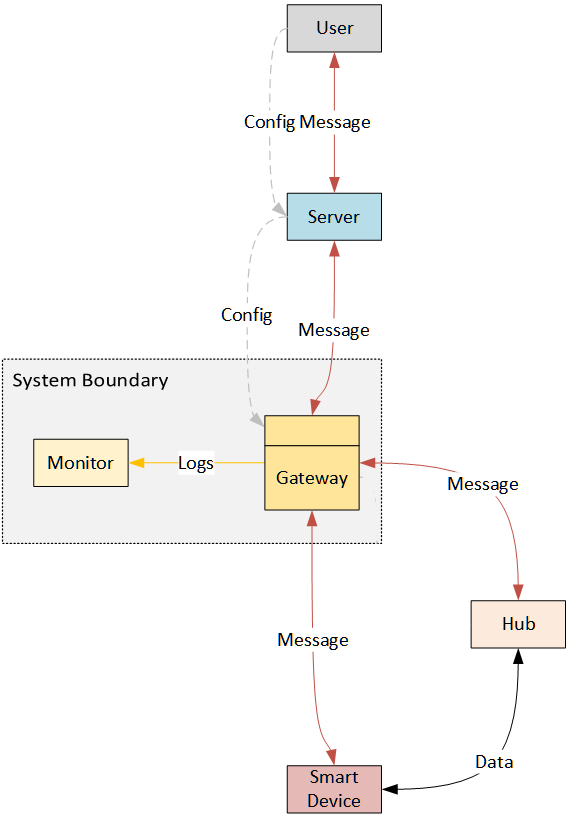 User
Config Message
Server
Config
Message
System Boundary
Monitor
Logs
Gateway
Message
Hub
Message
Data
Smart
Device